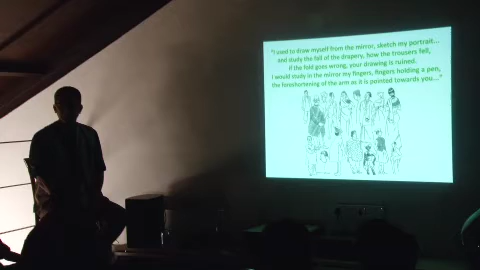 "I used to draw myself from the mirror, sketch my portrait...
and study the fall of the drapery, how the trousers fell,
if the fold goes wrong, your drawing is ruined.
I would study in the mirror my fingers, fingers holding a pen,
the foreshortening of the arm as it is pointed towards you..."